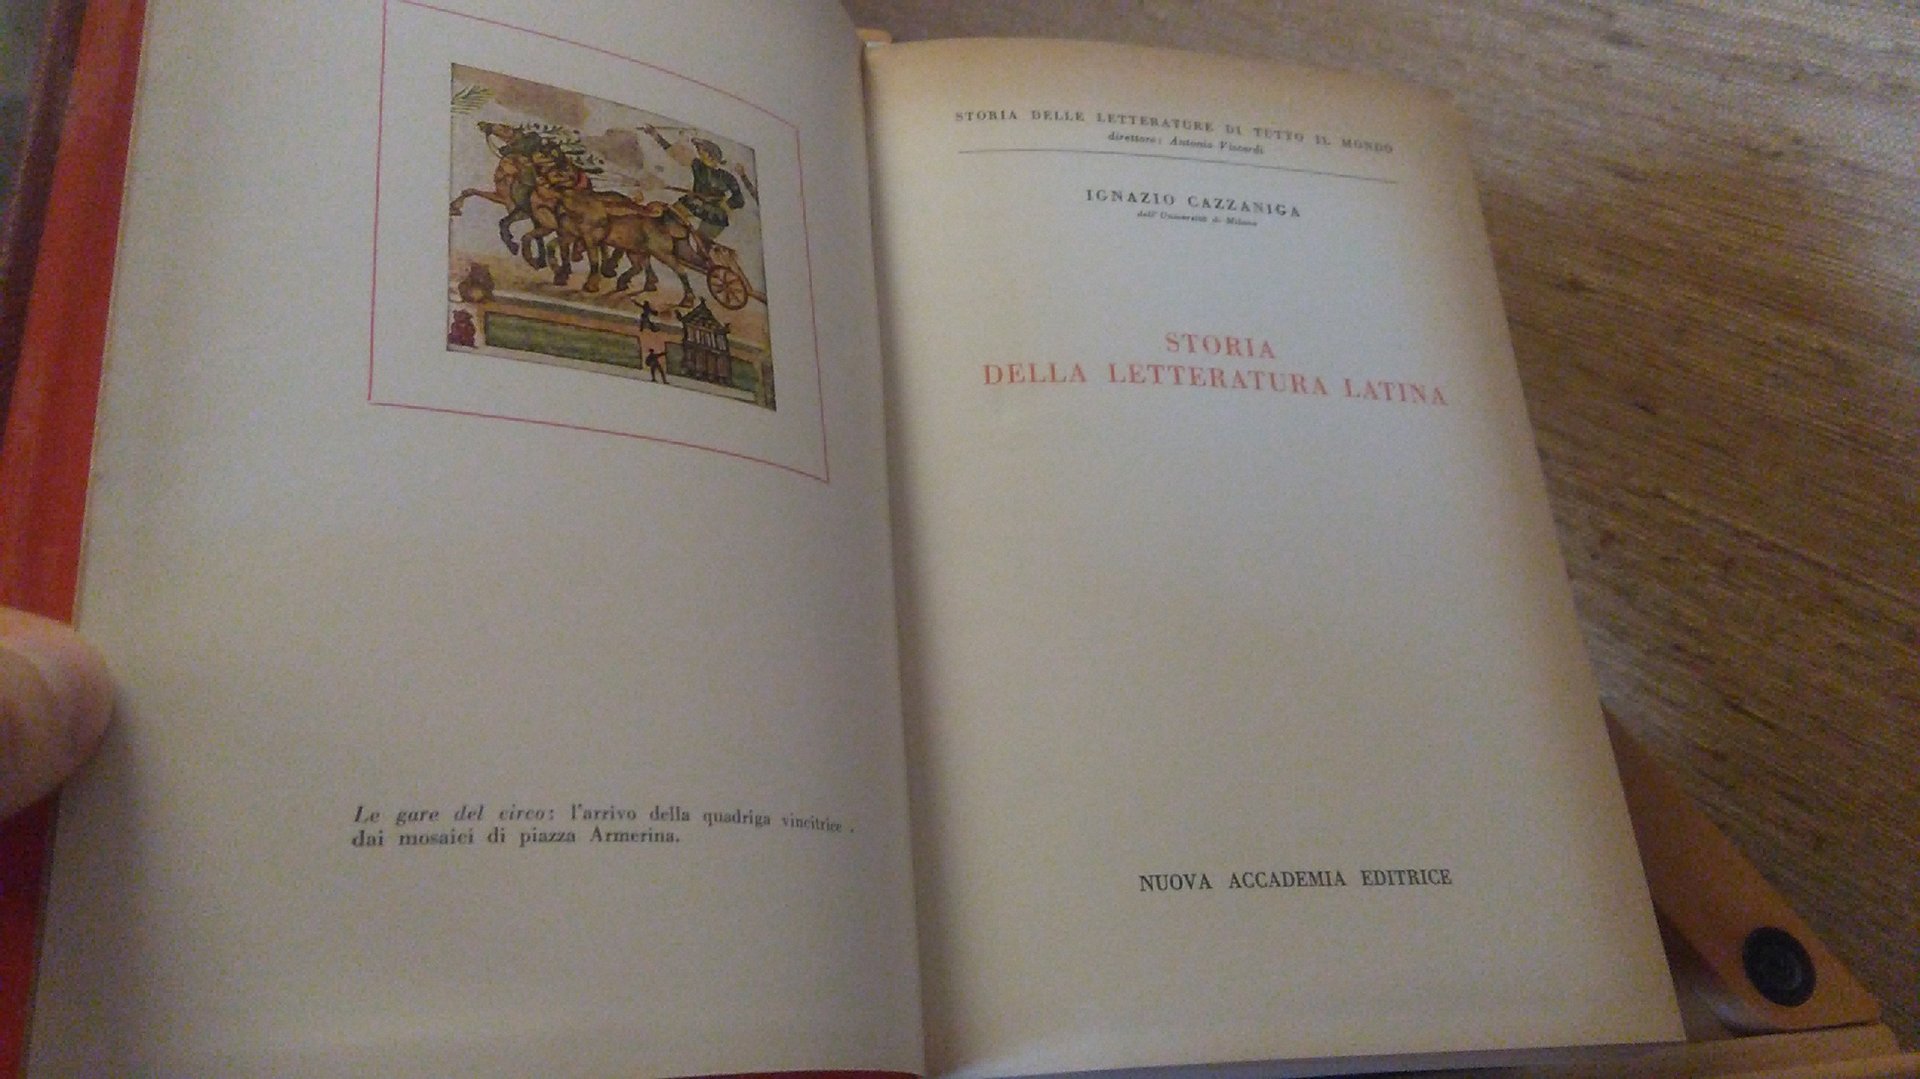 Le gare del circo: l'arrivo della quadriga vincitrice,
dai mosaici di piazza Armerina.
STORIA DELLE LETTERATURE DI TUTTO IL MONDO
direttore: Antonio Viscardi
IGNAZIO CAZZANIGA
dell'Università di Milano
STORIA
DELLA LETTERATURA LATINA
NUOVA ACCADEMIA EDITRICE